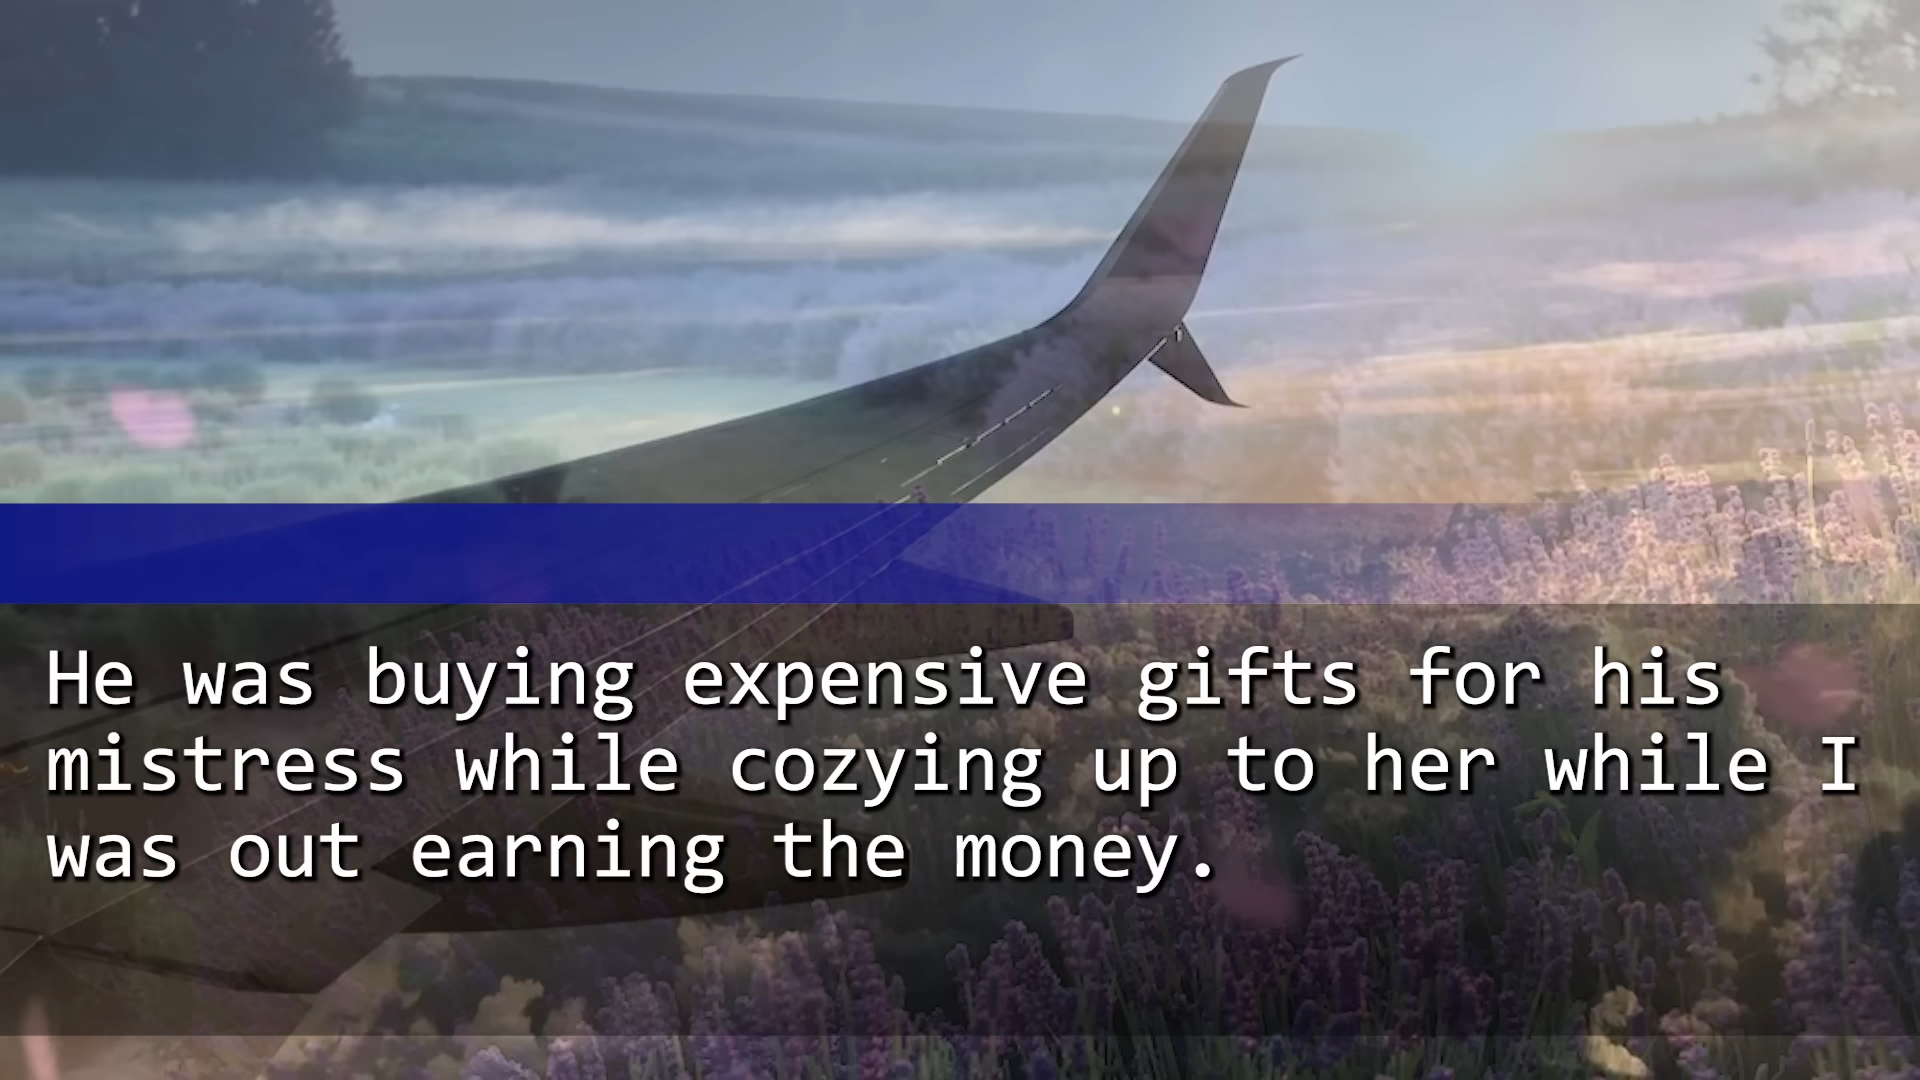 He was buying expensive gifts for his
mistress while cozying up to her while I
was out earning the money.